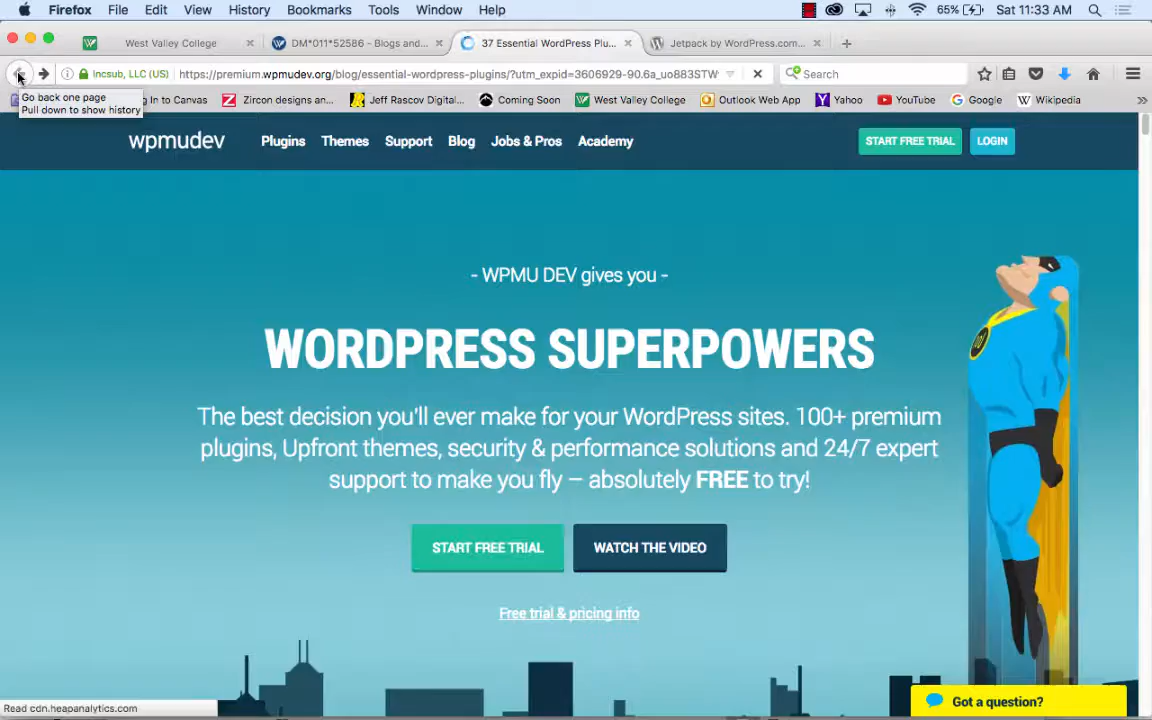 Firefox File Edit View History Bookmarks Tools Window Help 65% Sat 11:33 AM
West Valley College DM*011*52586 - Blogs and... 37 Essential WordPress Plu... Jetpack by WordPress.com...
Incsub, LLC (US) https://premium.wpmudev.org/blog/essential-wordpress-plugins/?utm_expid=3606929-90.6a_uo883STW Search
Go back one page
Pull down to show history
g In to Canvas Zircon designs an... Jeff Rascov Digital... Coming Soon West Valley College Outlook Web App Yahoo YouTube Google Wikipedia
wpmudev Plugins Themes Support Blog Jobs & Pros Academy START FREE TRIAL LOGIN
- WPMU DEV gives you -
WORDPRESS SUPERPOWERS
The best decision you'll ever make for your WordPress sites. 100+ premium
plugins, Upfront themes, security & performance solutions and 24/7 expert
support to make you fly – absolutely FREE to try!
START FREE TRIAL WATCH THE VIDEO
Free trial & pricing info
Got a question?
Read cdn.heapanalytics.com